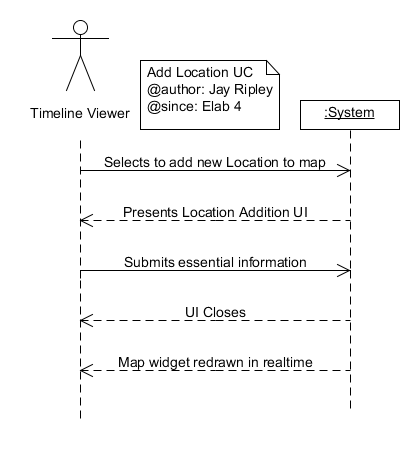 Add Location UC
@author: Jay Ripley
@since: Elab 4
Timeline Viewer
:System
Selects to add new Location to map
Presents Location Addition UI
Submits essential information
UI Closes
Map widget redrawn in realtime